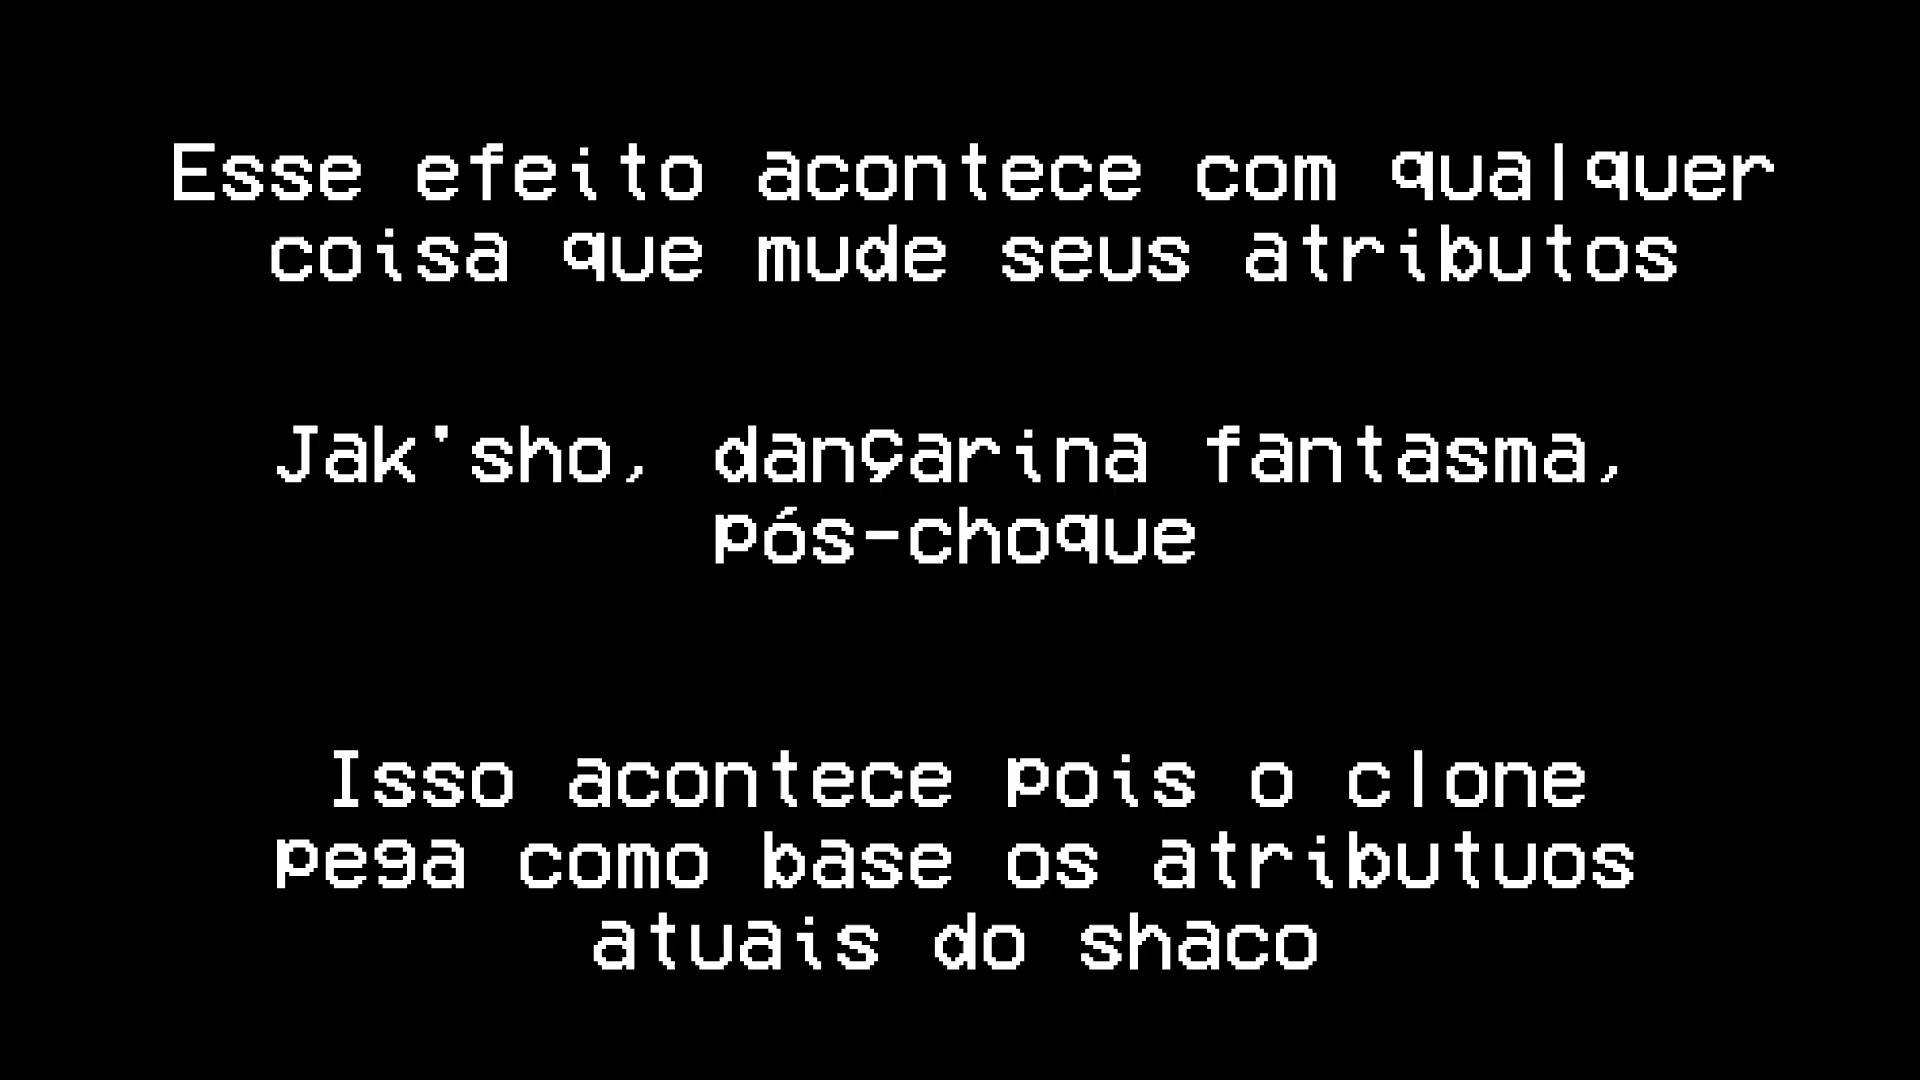 Esse efeito acontece com qualquer
coisa que mude seus atributos
Jak'sho, dançarina fantasma,
pós-choque
Isso acontece pois o clone
pega como base os atributuos
atuais do shaco